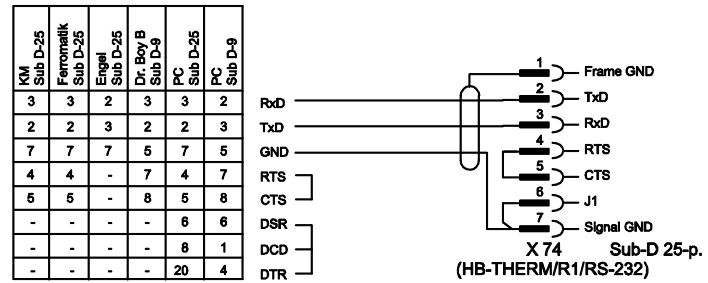 KM Sub D-25
Ferromatik Sub D-25
Engel Sub D-25
Dr. Boy B Sub D-9
PC Sub D-25
PC Sub D-9
3 3 2 3 3 2 RxD
2 2 3 2 2 3 TxD
7 7 7 5 7 5 GND
4 4 - 7 4 7 RTS
5 5 - 8 5 8 CTS
- - - - 6 6 DSR
- - - - 8 1 DCD
- - - - 20 4 DTR
1 Frame GND
2 TxD
3 RxD
4 RTS
5 CTS
6 J1
7 Signal GND
X 74 Sub-D 25-p.
(HB-THERM/R1/RS-232)